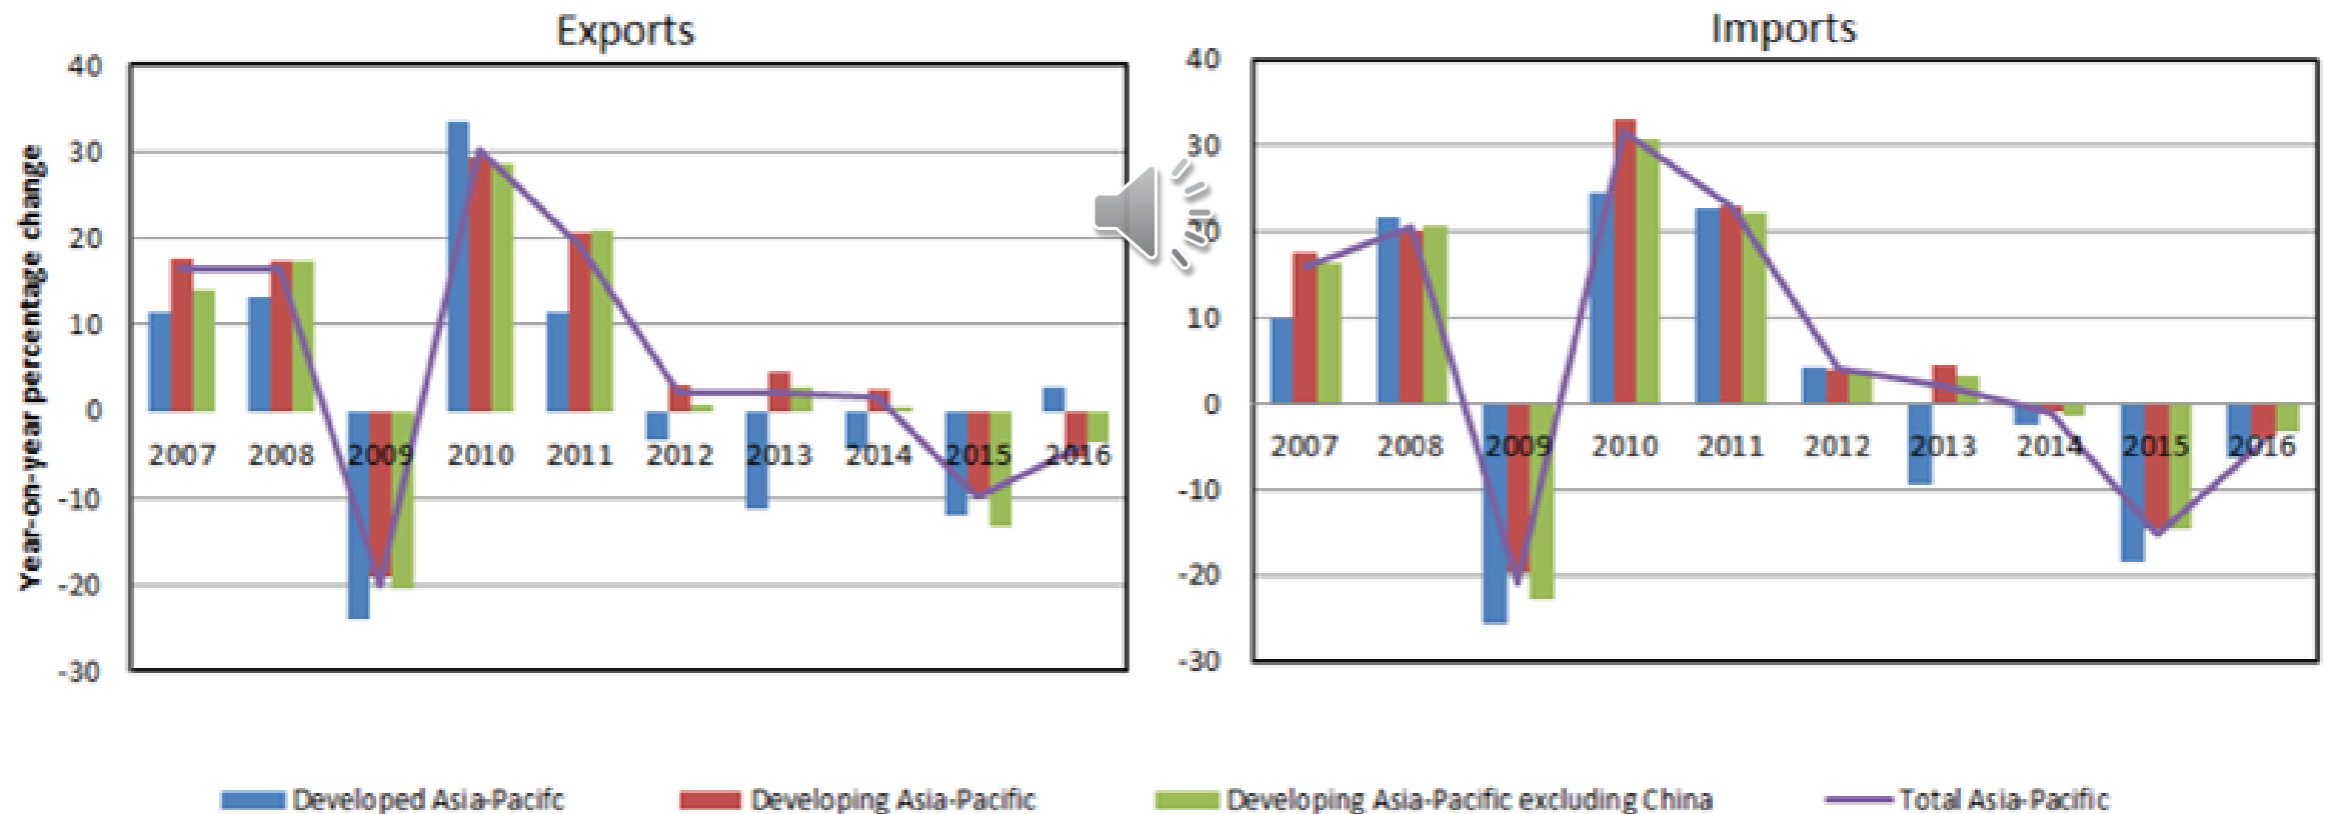 Exports
40
30
20
10
0
-10
-20
-30
Year-on-year percentage change
2007 2008 2009 2010 2011 2012 2013 2014 2015 2016
Imports
40
30
20
10
0
-10
-20
-30
2007 2008 2009 2010 2011 2012 2013 2014 2015 2016
Developed Asia-Pacifc Developing Asia-Pacific Developing Asia-Pacific excluding China Total Asia-Pacific